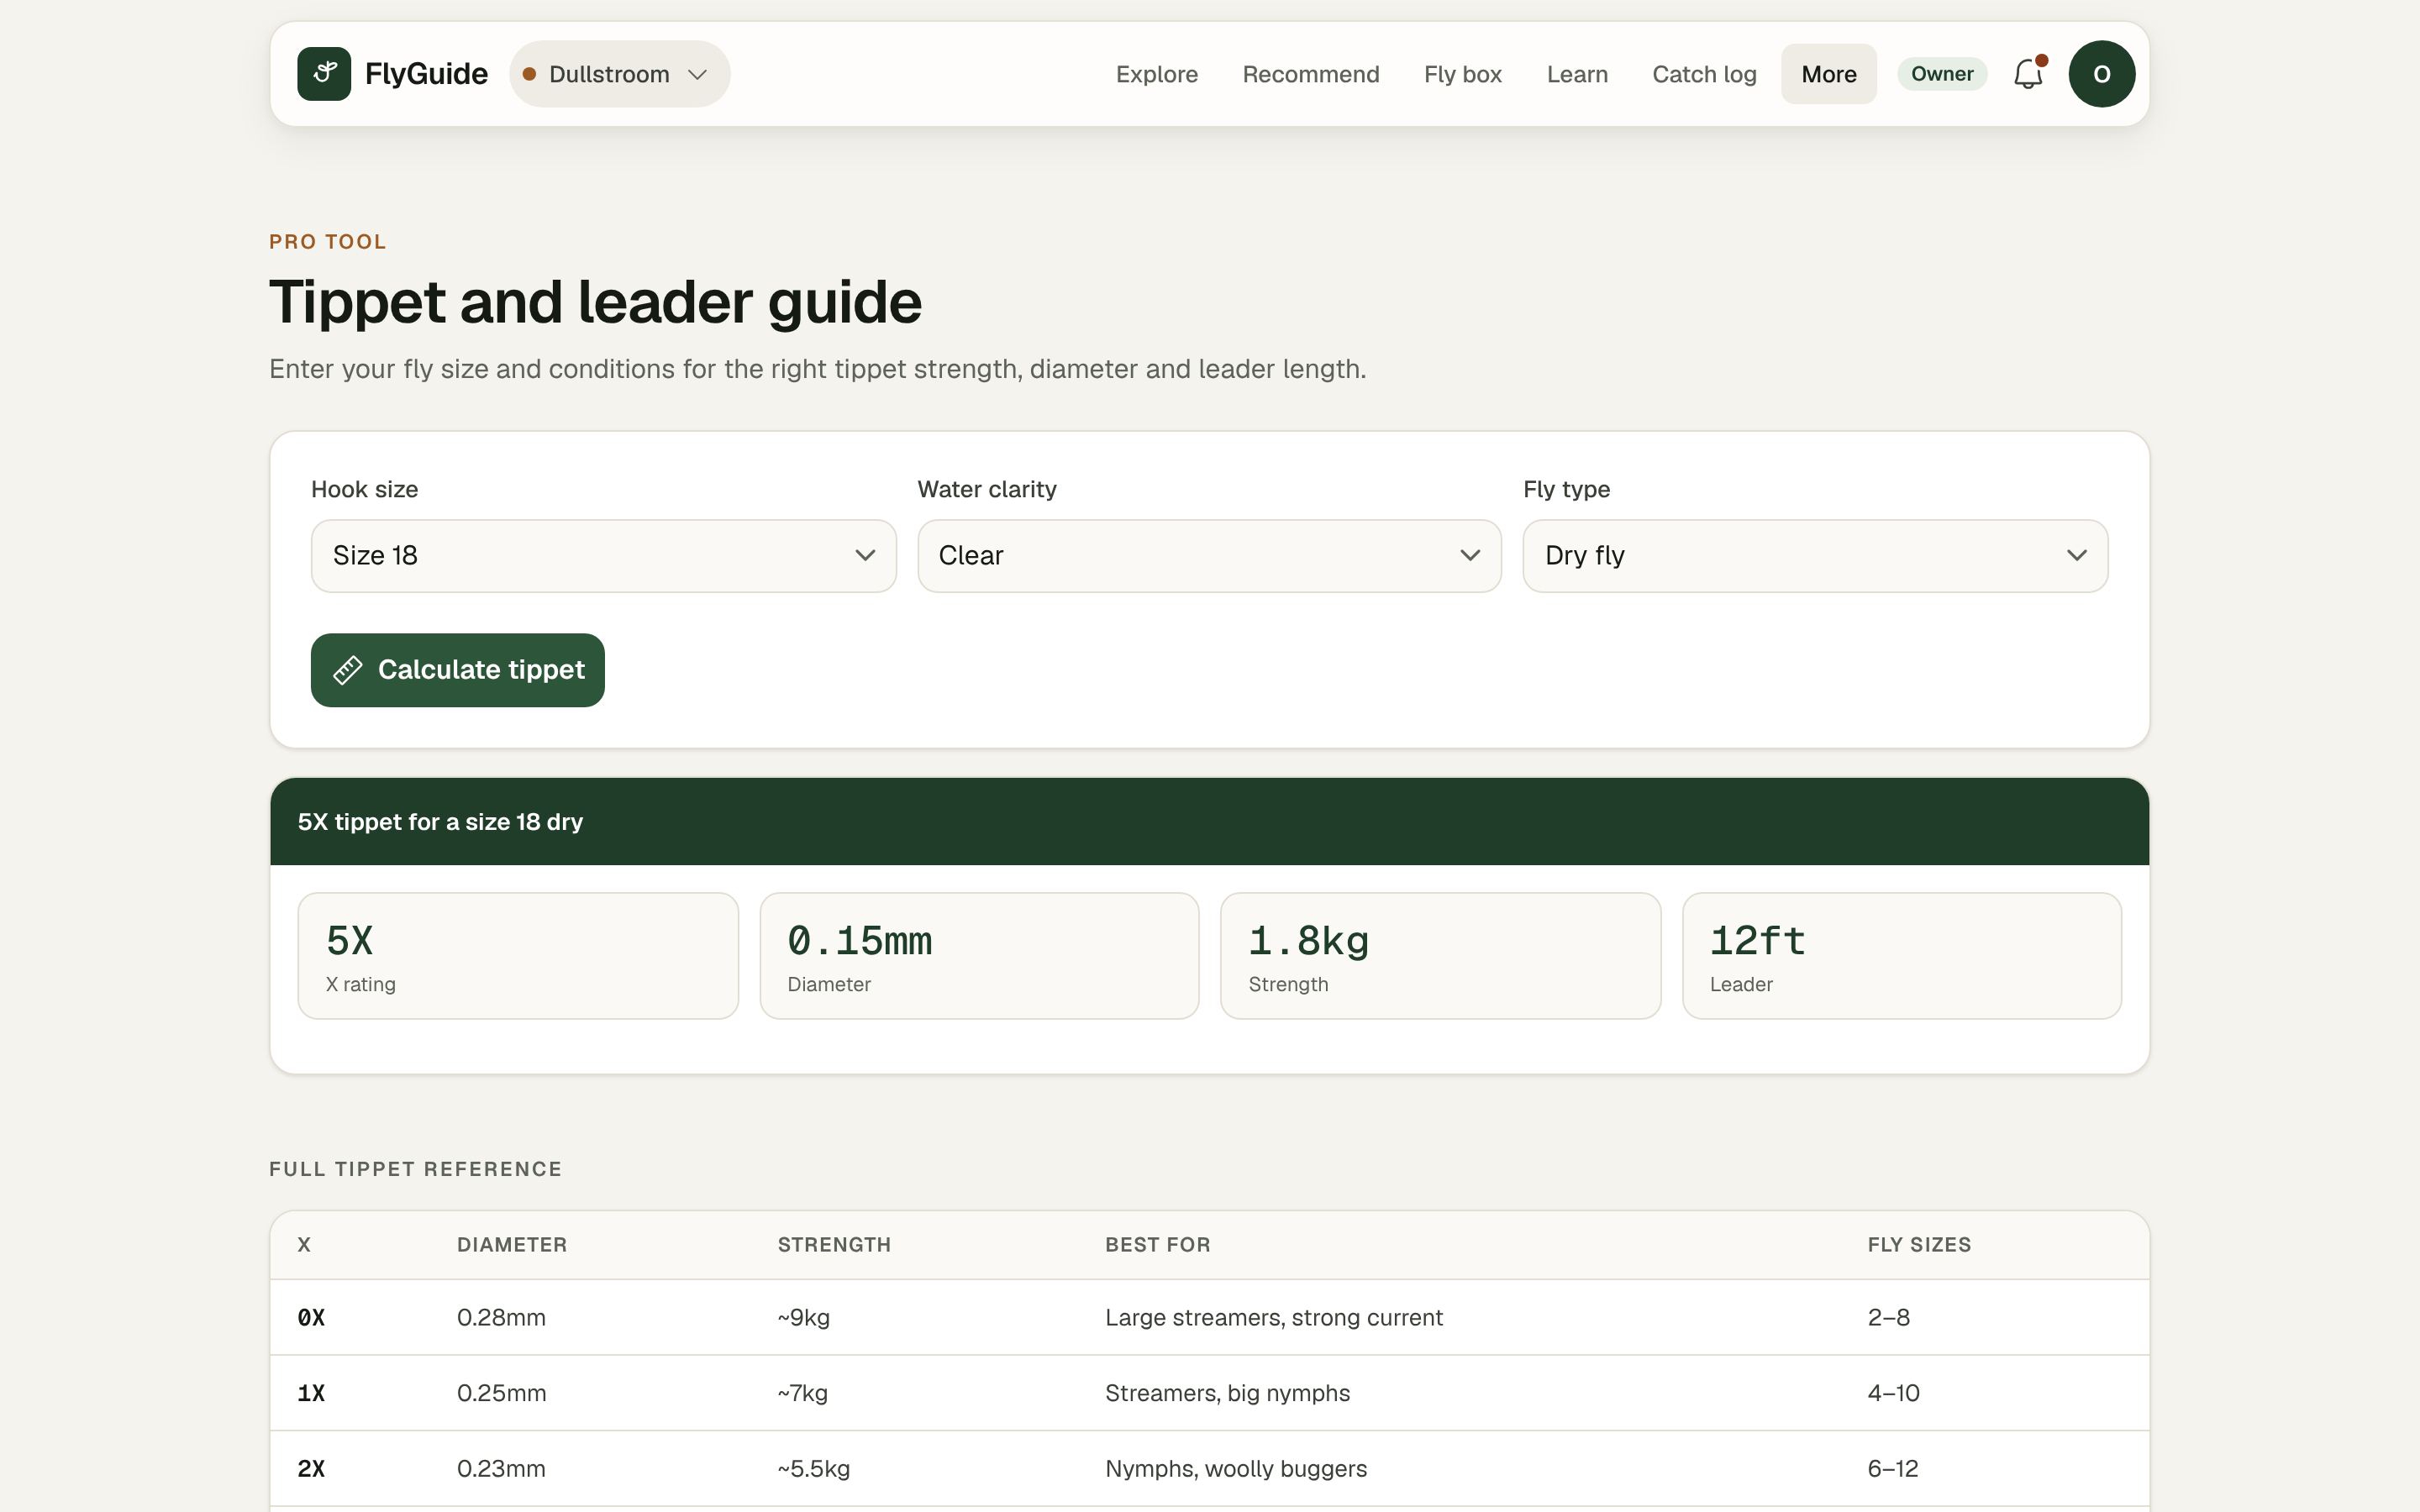 FlyGuide Dullstroom Explore Recommend Fly box Learn Catch log More Owner O
PRO TOOL
Tippet and leader guide
Enter your fly size and conditions for the right tippet strength, diameter and leader length.
Hook size Water clarity Fly type
Size 18 Clear Dry fly
Calculate tippet
5X tippet for a size 18 dry
5X 0.15mm 1.8kg 12ft
X rating Diameter Strength Leader
FULL TIPPET REFERENCE
X DIAMETER STRENGTH BEST FOR FLY SIZES
0X 0.28mm ~9kg Large streamers, strong current 2–8
1X 0.25mm ~7kg Streamers, big nymphs 4–10
2X 0.23mm ~5.5kg Nymphs, woolly buggers 6–12